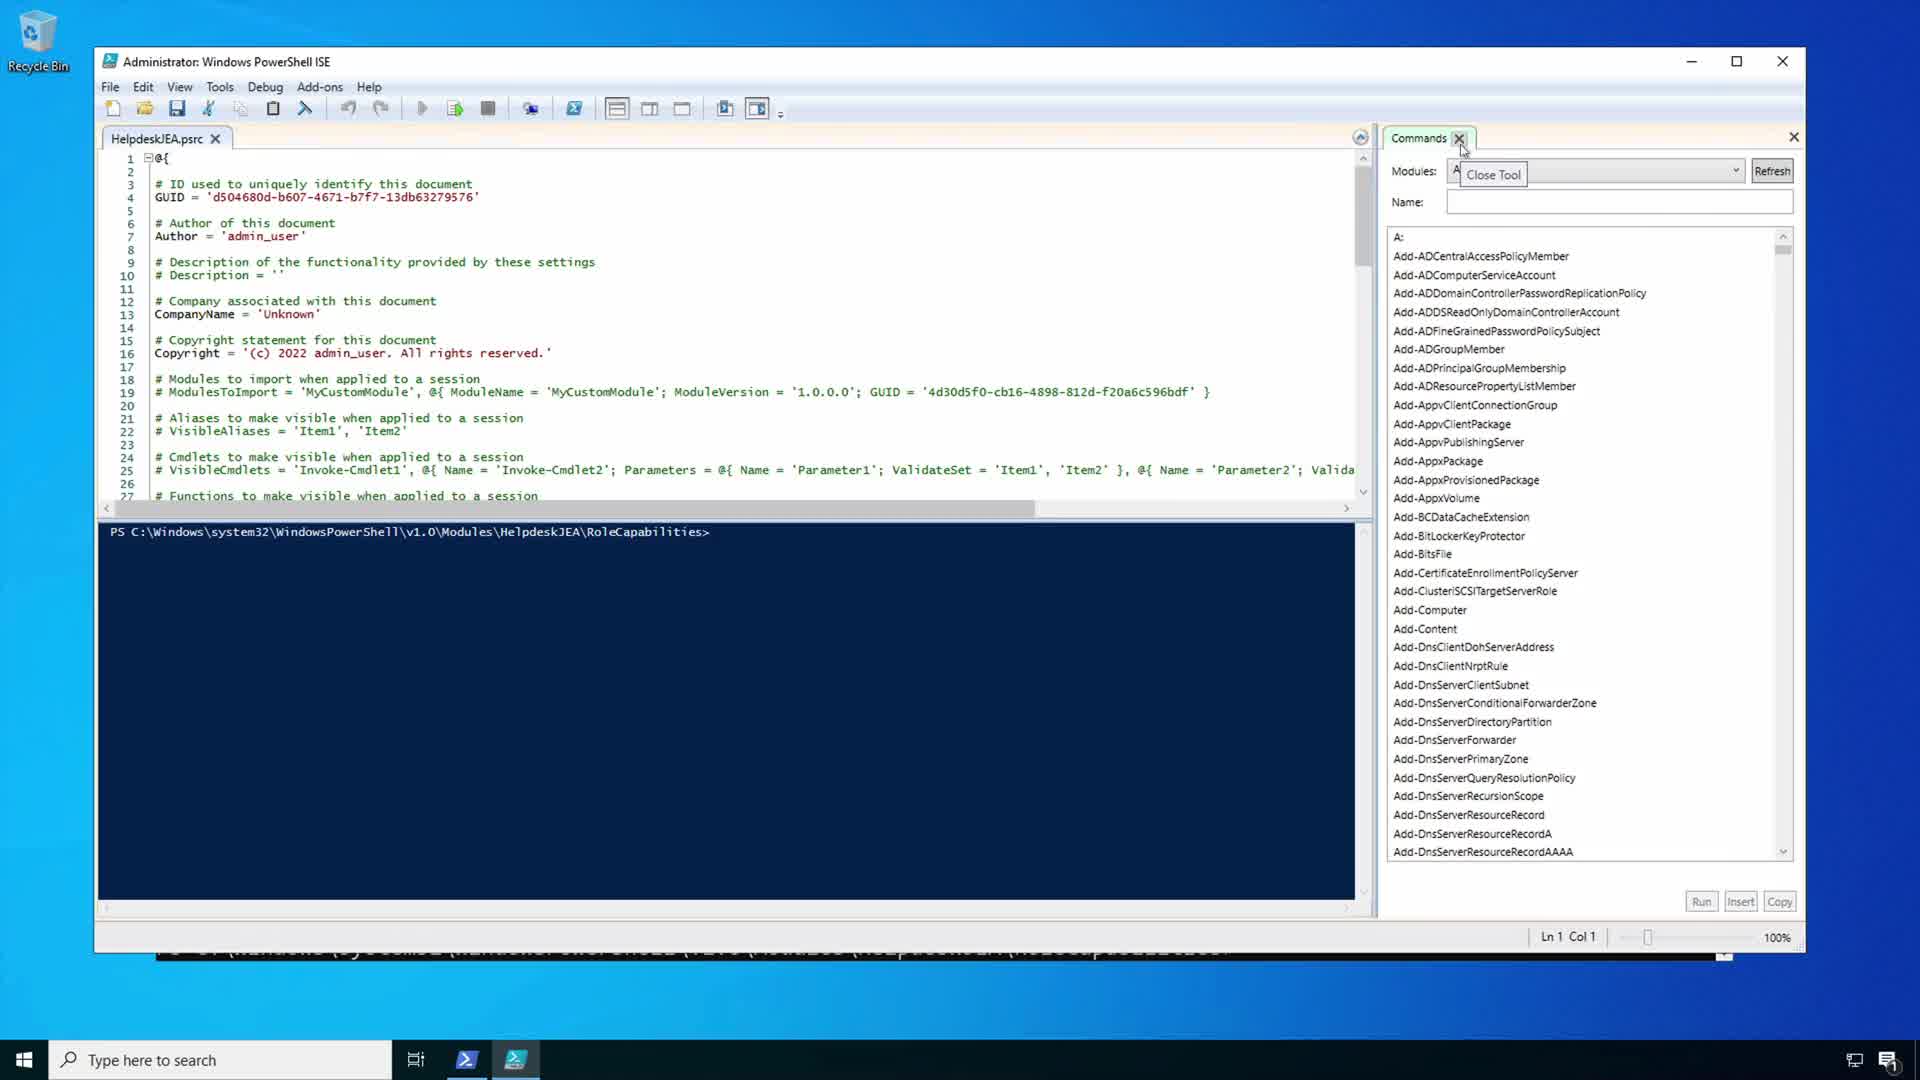 Recycle Bin
Administrator: Windows PowerShell ISE
File Edit View Tools Debug Add-ons Help
HelpdeskJEA.psrc
1 @{
2
3 # ID used to uniquely identify this document
4 GUID = 'd504680d-b607-4671-b7f7-13db63279576'
5
6 # Author of this document
7 Author = 'admin_user'
8
9 # Description of the functionality provided by these settings
10 # Description = ''
11
12 # Company associated with this document
13 CompanyName = 'Unknown'
14
15 # Copyright statement for this document
16 Copyright = '(c) 2022 admin_user. All rights reserved.'
17
18 # Modules to import when applied to a session
19 # ModulesToImport = 'MyCustomModule', @{ ModuleName = 'MyCustomModule'; ModuleVersion = '1.0.0.0'; GUID = '4d30d5f0-cb16-4898-812d-f20a6c596bdf' }
20
21 # Aliases to make visible when applied to a session
22 # VisibleAliases = 'Item1', 'Item2'
23
24 # Cmdlets to make visible when applied to a session
25 # VisibleCmdlets = 'Invoke-Cmdlet1', @{ Name = 'Invoke-Cmdlet2'; Parameters = @{ Name = 'Parameter1'; ValidateSet = 'Item1', 'Item2' }, @{ Name = 'Parameter2'; Valida
26
27 # Functions to make visible when applied to a session
PS C:\Windows\system32\WindowsPowerShell\v1.0\Modules\HelpdeskJEA\RoleCapabilities>
Commands
Modules: A Refresh
Close Tool
Name:
A:
Add-ADCentralAccessPolicyMember
Add-ADComputerServiceAccount
Add-ADDomainControllerPasswordReplicationPolicy
Add-ADDSReadOnlyDomainControllerAccount
Add-ADFineGrainedPasswordPolicySubject
Add-ADGroupMember
Add-ADPrincipalGroupMembership
Add-ADResourcePropertyListMember
Add-AppvClientConnectionGroup
Add-AppvClientPackage
Add-AppvPublishingServer
Add-AppxPackage
Add-AppxProvisionedPackage
Add-AppxVolume
Add-BCDataCacheExtension
Add-BitLockerKeyProtector
Add-BitsFile
Add-CertificateEnrollmentPolicyServer
Add-ClusteriSCSITargetServerRole
Add-Computer
Add-Content
Add-DnsClientDohServerAddress
Add-DnsClientNrptRule
Add-DnsServerClientSubnet
Add-DnsServerConditionalForwarderZone
Add-DnsServerDirectoryPartition
Add-DnsServerForwarder
Add-DnsServerPrimaryZone
Add-DnsServerQueryResolutionPolicy
Add-DnsServerRecursionScope
Add-DnsServerResourceRecord
Add-DnsServerResourceRecordA
Add-DnsServerResourceRecordAAAA
Run Insert Copy
Ln 1 Col 1 100%
Type here to search
1